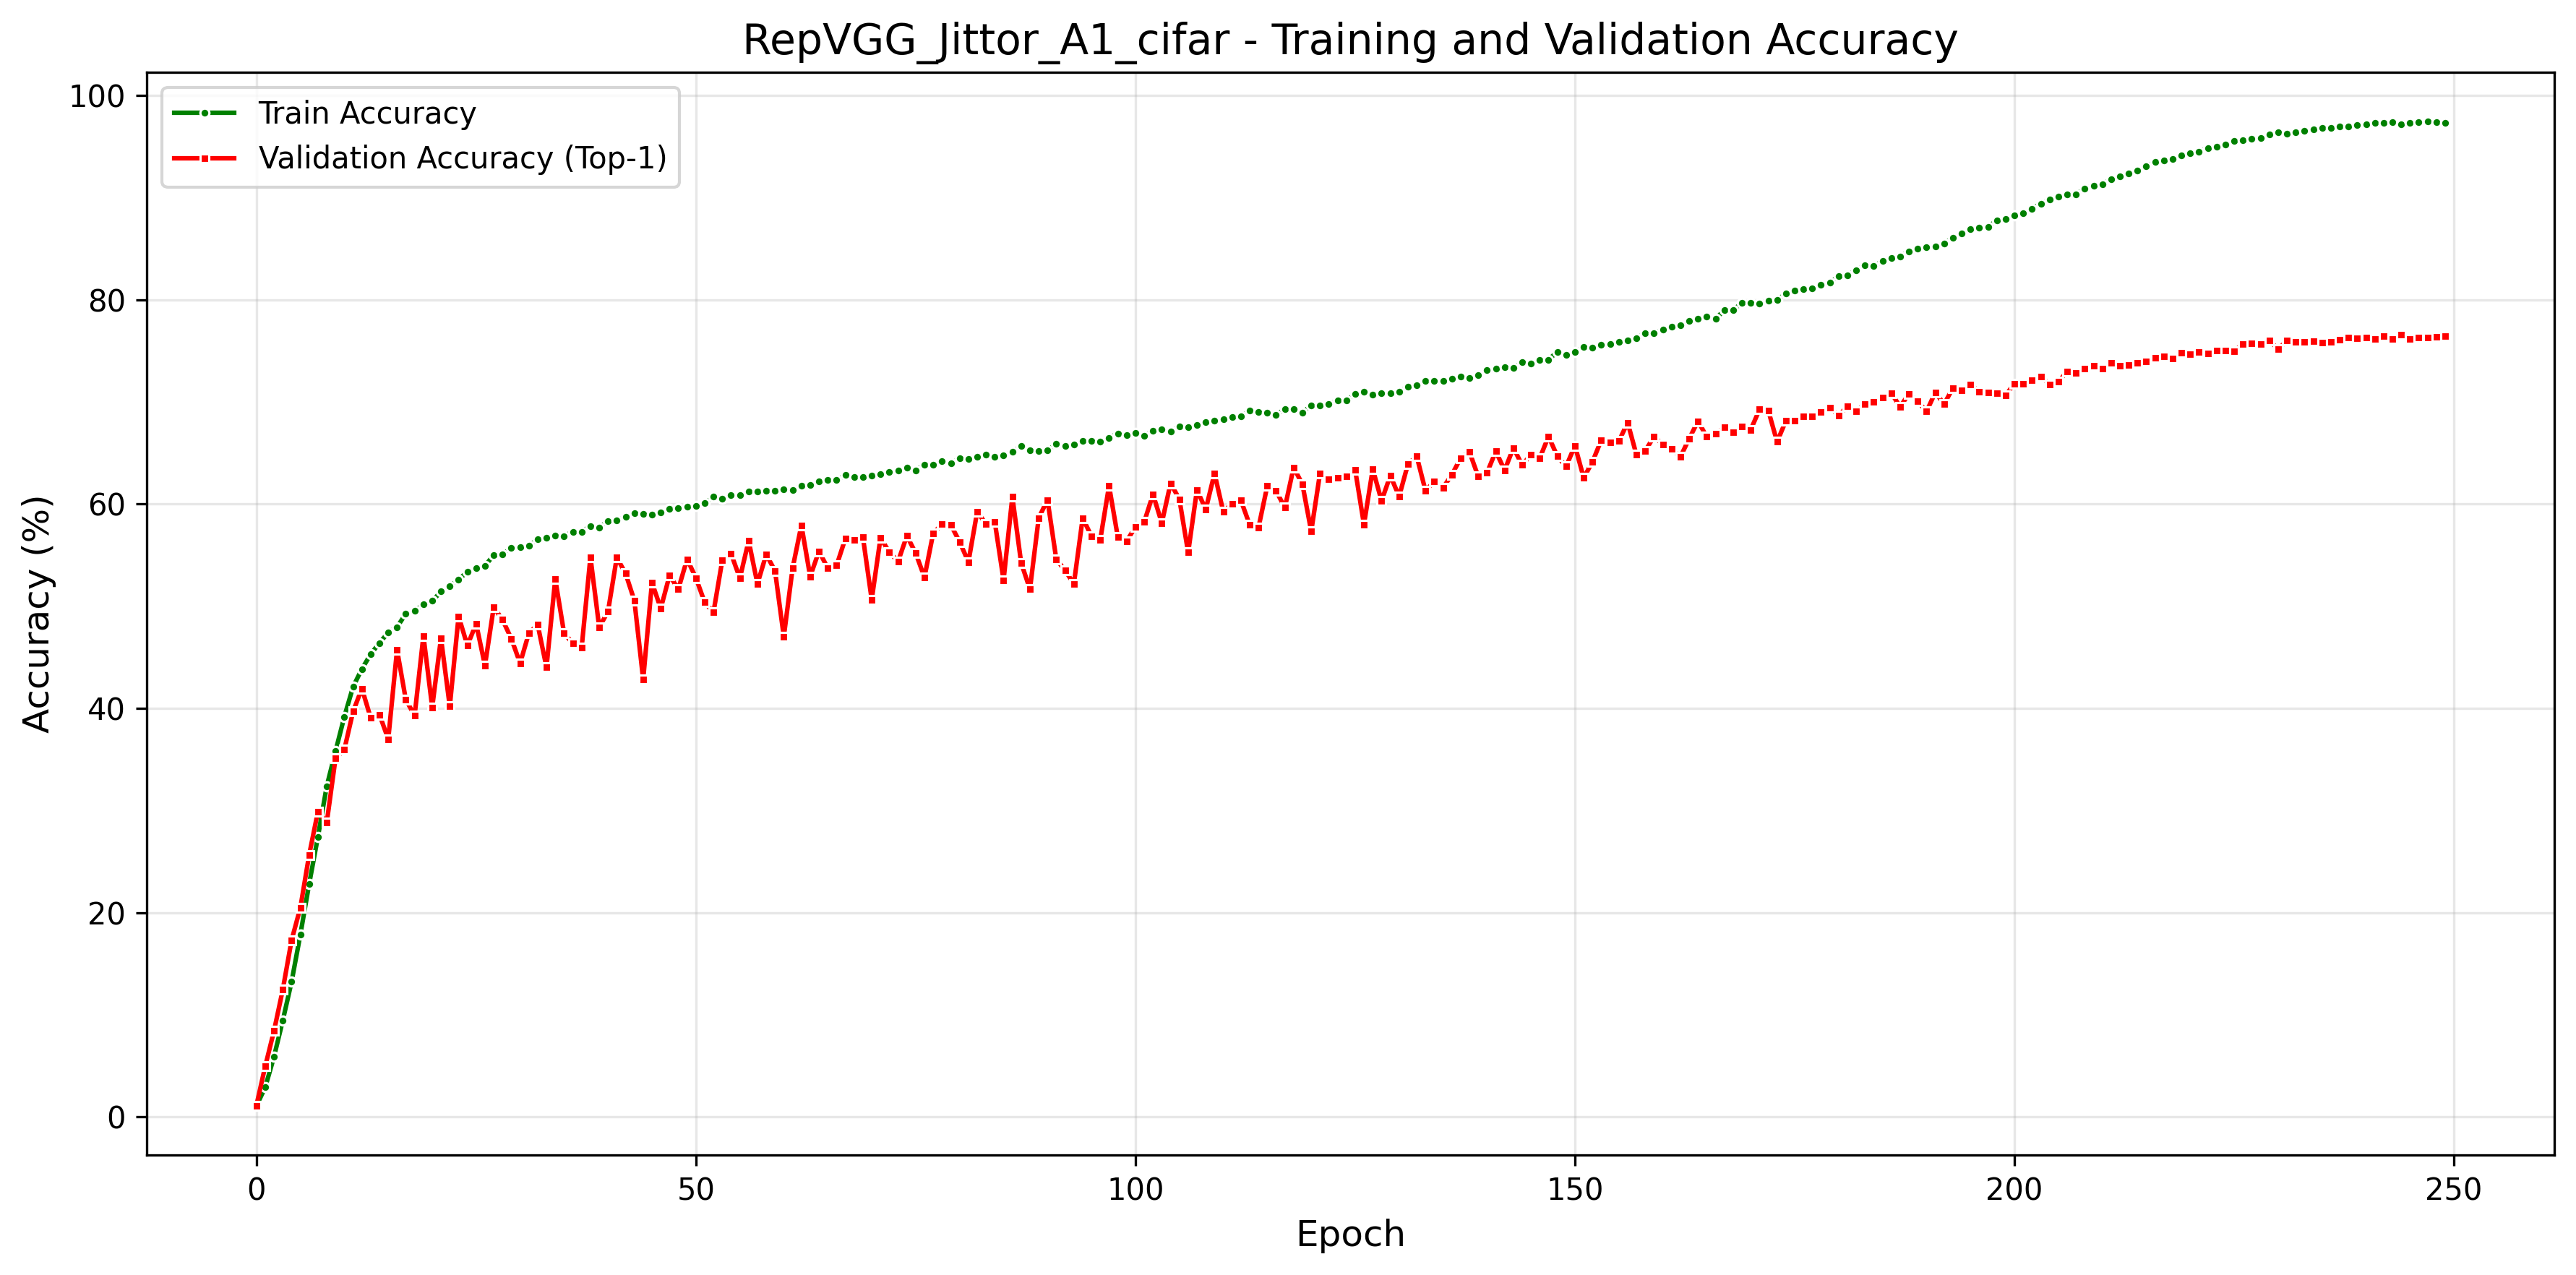 RepVGG_Jittor_A1_cifar - Training and Validation Accuracy
Train Accuracy
Validation Accuracy (Top-1)
Accuracy (%)
100
80
60
40
20
0
0 50 100 150 200 250
Epoch